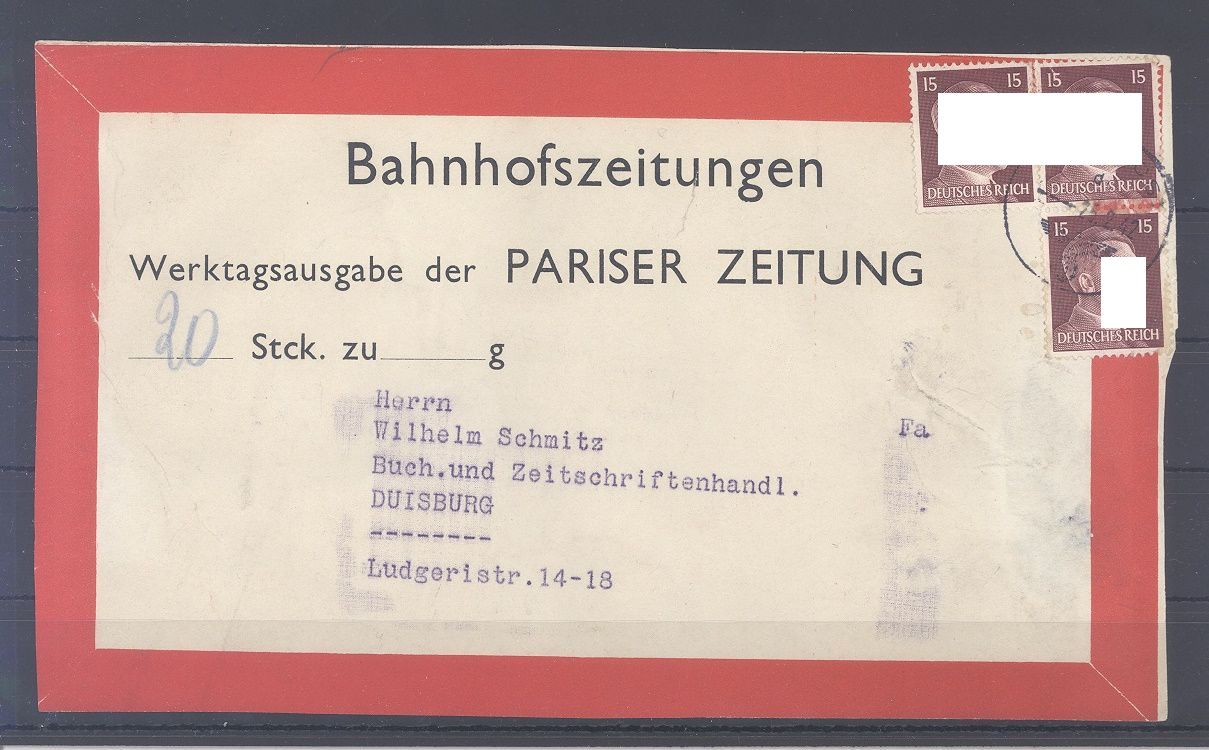 Bahnhofszeitungen
Werktagsausgabe der PARISER ZEITUNG
20 Stck. zu g
Herrn
Wilhelm Schmitz
Buch.und Zeitschriftenhandl.
DUISBURG
--------
Ludgeristr.14-18
Fa
15 15
DEUTSCHES REICH
15 15
DEUTSCHES REICH
15 15
DEUTSCHES REICH